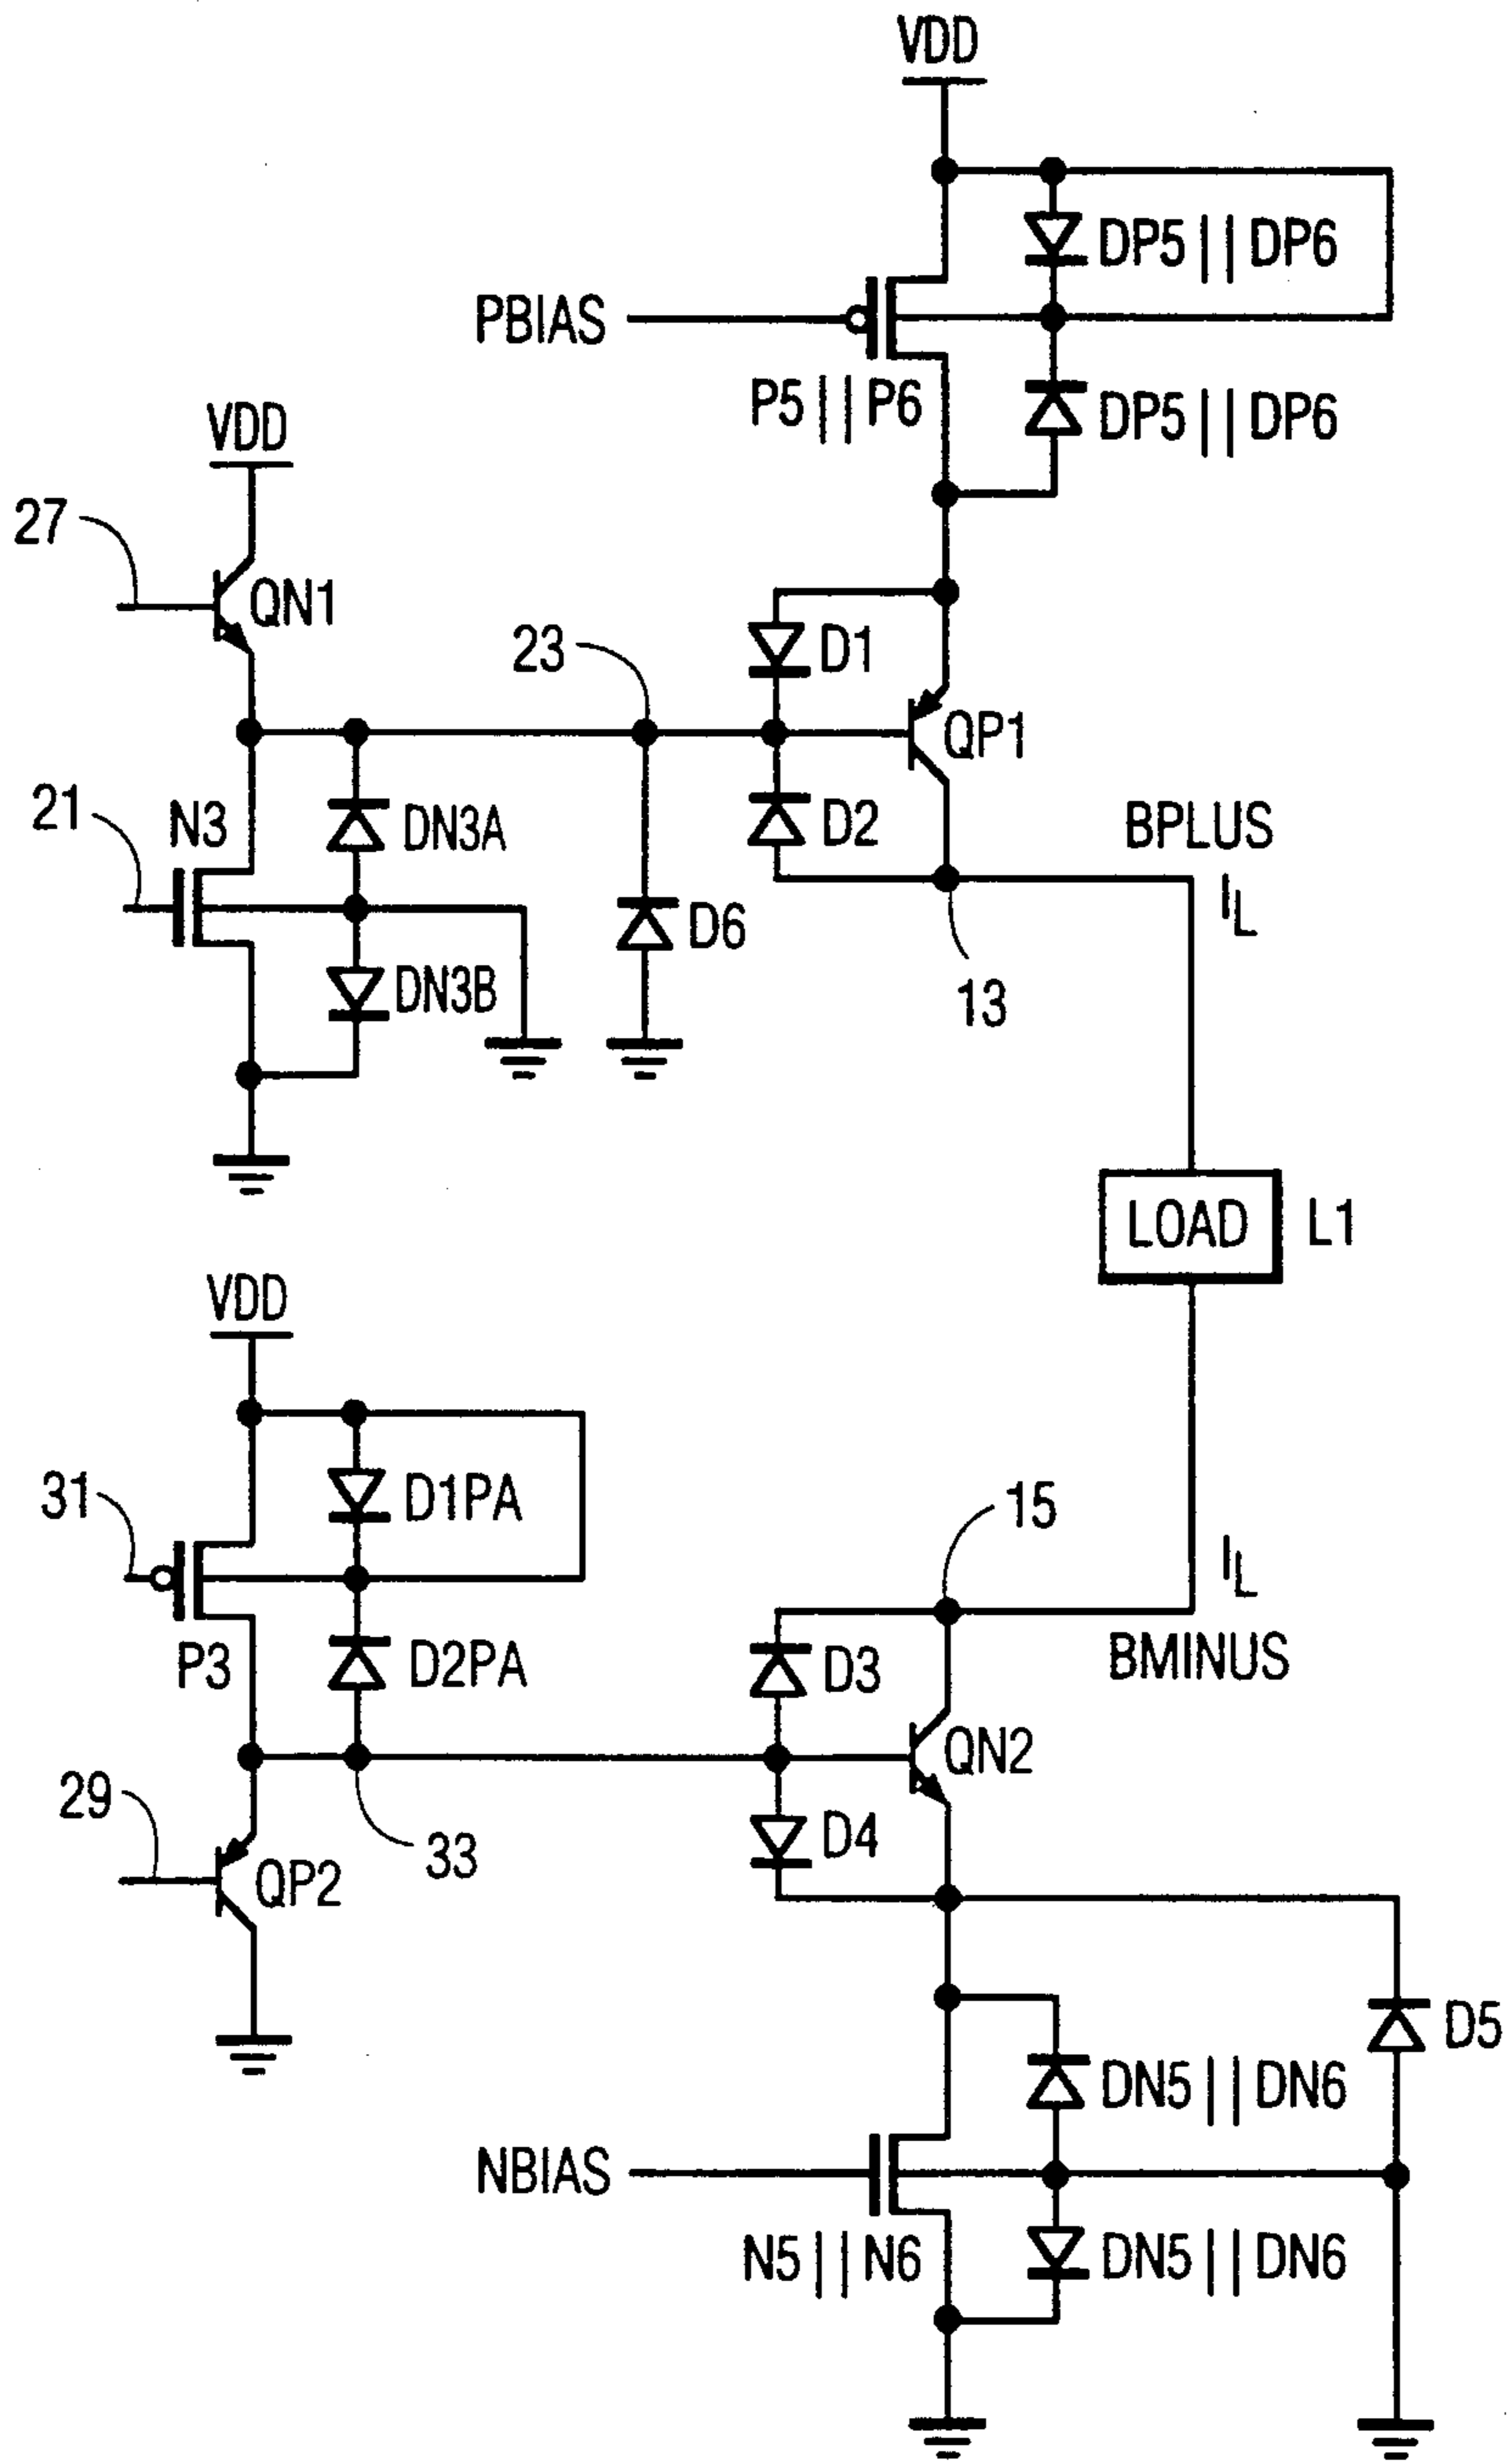 VDD
DP5||DP6
PBIAS
P5||P6
DP5||DP6
VDD
27
QN1
23
D1
QP1
21
N3
DN3A
D2
BPLUS
D6
IL
DN3B
13
LOAD
L1
VDD
31
D1PA
15
IL
P3
D2PA
D3
BMINUS
QN2
29
D4
33
QP2
D5
DN5||DN6
NBIAS
N5||N6
DN5||DN6